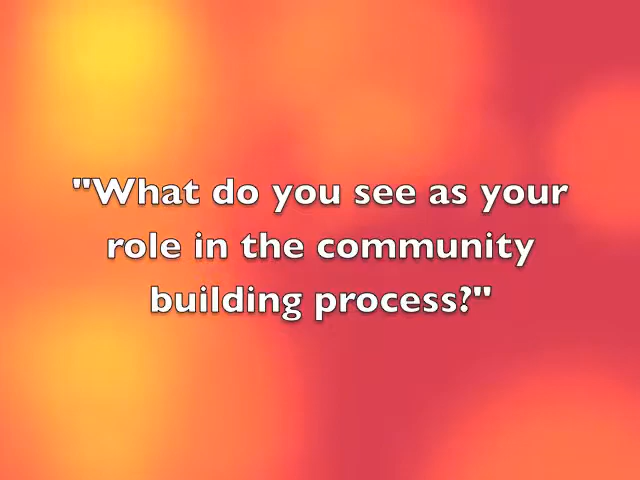 "What do you see as your
role in the community
building process?"